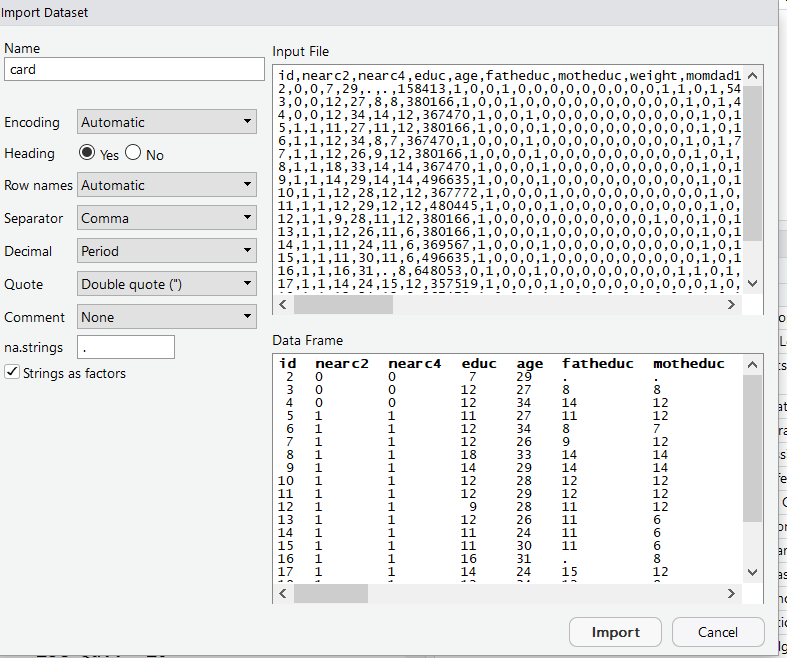 Import Dataset
Name
card
Encoding Automatic
Heading Yes No
Row names Automatic
Separator Comma
Decimal Period
Quote Double quote (")
Comment None
na.strings .
Strings as factors
Input File
id,nearc2,nearc4,educ,age,fatheduc,motheduc,weight,momdad1
2,0,0,7,29,.,.,158413,1,0,0,1,0,0,0,0,0,0,0,0,1,1,0,1,54
3,0,0,12,27,8,8,380166,1,0,0,1,0,0,0,0,0,0,0,0,1,0,1,4
4,0,0,12,34,14,12,367470,1,0,0,1,0,0,0,0,0,0,0,0,1,0,1
5,1,1,11,27,11,12,380166,1,0,0,1,0,0,0,0,0,0,0,0,1,0,1
6,1,1,12,34,8,7,367470,1,0,0,1,0,0,0,0,0,0,0,0,1,0,1,7
7,1,1,12,26,9,12,380166,1,0,0,0,1,0,0,0,0,0,0,0,1,0,1
8,1,1,18,33,14,14,367470,1,0,0,0,1,0,0,0,0,0,0,0,1,0,1
9,1,1,14,29,14,14,496635,1,0,0,0,1,0,0,0,0,0,0,0,1,0,1
10,1,1,12,28,12,12,367772,1,0,0,0,1,0,0,0,0,0,0,0,1,0,
11,1,1,12,29,12,12,480445,1,0,0,0,1,0,0,0,0,0,0,0,1,0,
12,1,1,9,28,11,12,380166,1,0,0,0,1,0,0,0,0,0,0,1,0,1
13,1,1,12,26,11,6,380166,1,0,0,0,1,0,0,0,0,0,0,0,1,0,1
14,1,1,11,24,11,6,369567,1,0,0,0,1,0,0,0,0,0,0,0,1,0,1
15,1,1,11,30,11,6,496635,1,0,0,0,1,0,0,0,0,0,0,0,1,0,1
16,1,1,16,31,.,8,648053,0,1,0,0,1,0,0,0,0,0,0,0,1,1,0,1,
17,1,1,14,24,15,12,357519,1,0,0,0,1,0,0,0,0,0,0,0,1,0,
Data Frame
id nearc2 nearc4 educ age fatheduc motheduc
2 0 0 7 29 . .
3 0 0 12 27 8 8
4 0 0 12 34 14 12
5 1 1 11 27 11 12
6 1 1 12 34 8 7
7 1 1 12 26 9 12
8 1 1 18 33 14 14
9 1 1 14 29 14 14
10 1 1 12 28 12 12
11 1 1 12 29 12 12
12 1 1 9 28 11 12
13 1 1 12 26 11 6
14 1 1 11 24 11 6
15 1 1 11 30 11 6
16 1 1 16 31 . 8
17 1 1 14 24 15 12
Import Cancel